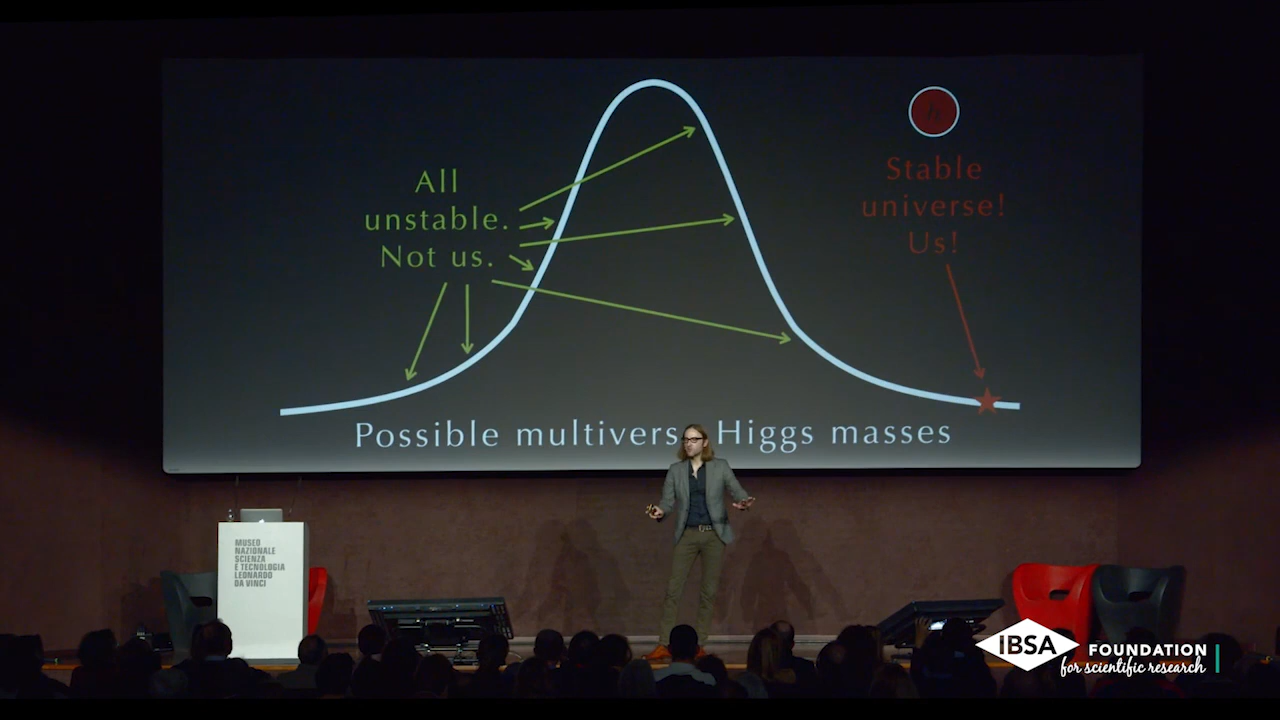 h
All
unstable.
Not us.
Stable
universe!
Us!
Possible multivers Higgs masses
MUSEO
NAZIONALE
SCIENZA
E TECNOLOGIA
LEONARDO
DA VINCI
IBSA FOUNDATION
for scientific research